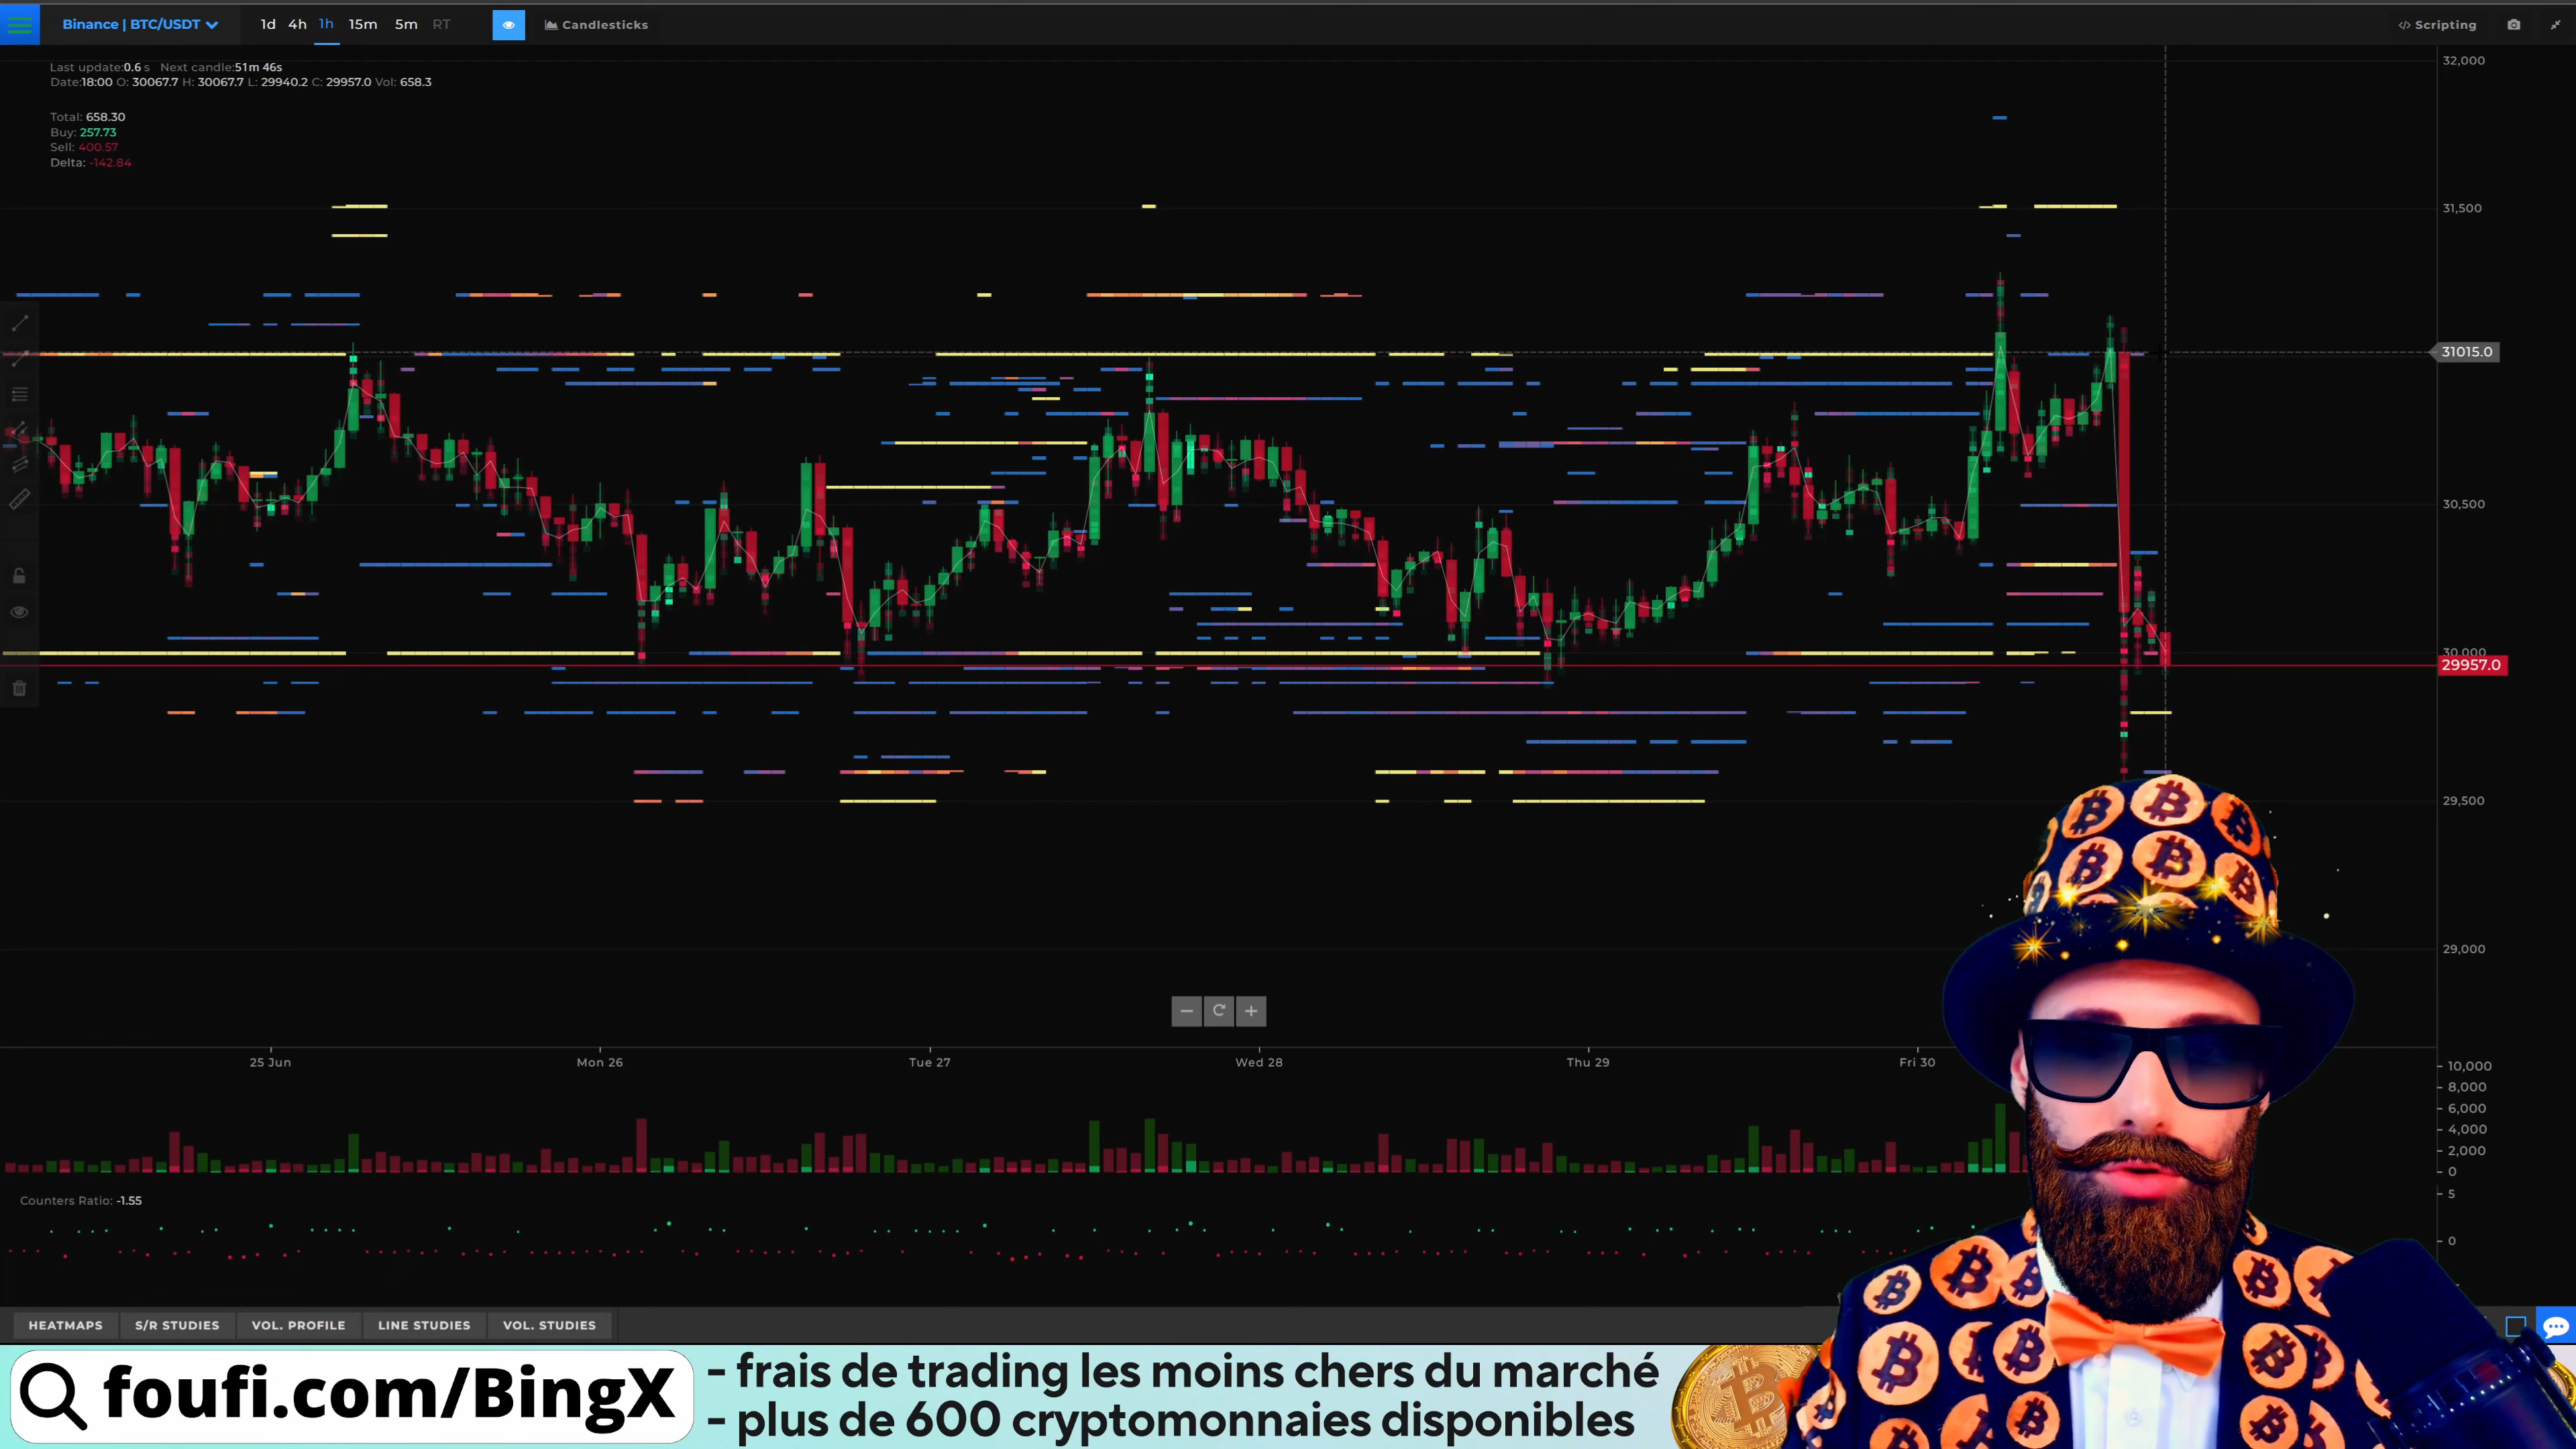 Binance | BTC/USDT 1d 4h 1h 15m 5m RT Candlesticks </> Scripting
Last update:0.6 s Next candle:51m 46s
Date:18:00 O: 30067.7 H: 30067.7 L: 29940.2 C: 29957.0 Vol: 658.3
Total: 658.30
Buy: 257.73
Sell: 400.57
Delta: -142.84
32,000
31,500
31015.0
30,500
30,000
29957.0
29,500
29,000
25 Jun Mon 26 Tue 27 Wed 28 Thu 29 Fri 30
10,000
8,000
6,000
4,000
2,000
0
Counters Ratio: -1.55
5
0
HEATMAPS S/R STUDIES VOL. PROFILE LINE STUDIES VOL. STUDIES
foufi.com/BingX
- frais de trading les moins chers du marché
- plus de 600 cryptomonnaies disponibles